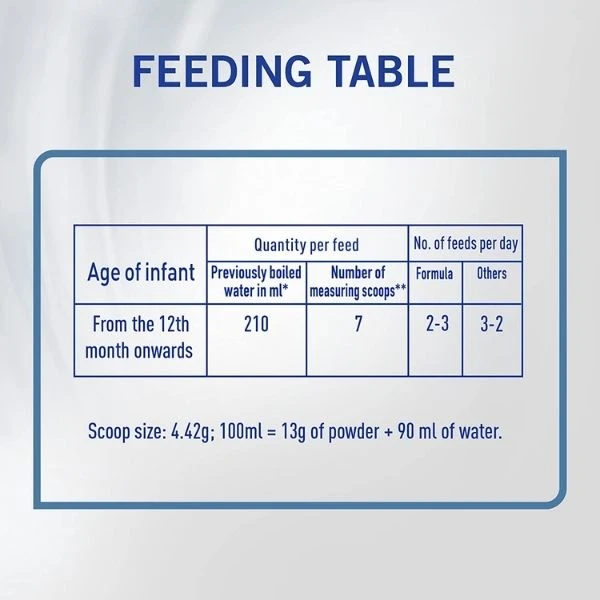 FEEDING TABLE
Age of infant
Quantity per feed
No. of feeds per day
Previously boiled
water in ml*
Number of
measuring scoops**
Formula
Others
From the 12th
month onwards
210
7
2-3
3-2
Scoop size: 4.42g; 100ml = 13g of powder + 90 ml of water.